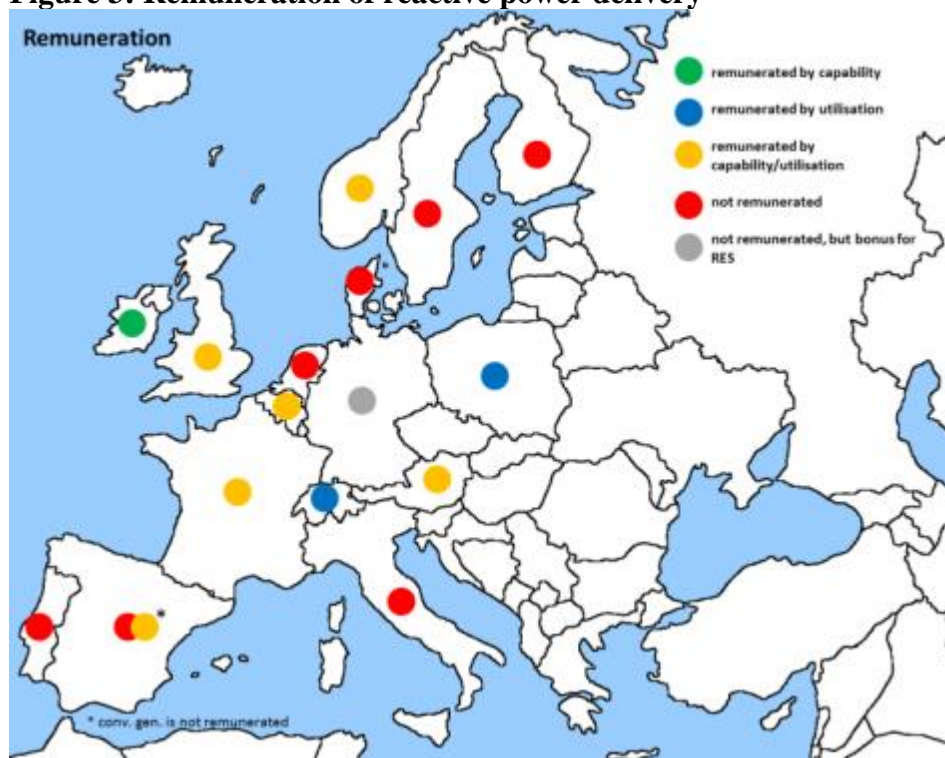 Figure 3: Remuneration of reactive power delivery
Remuneration
remunerated by capability
remunerated by utilisation
remunerated by
capability/utilisation
not remunerated
not remunerated, but bonus for
RES
*
* conv. gen. is not remunerated